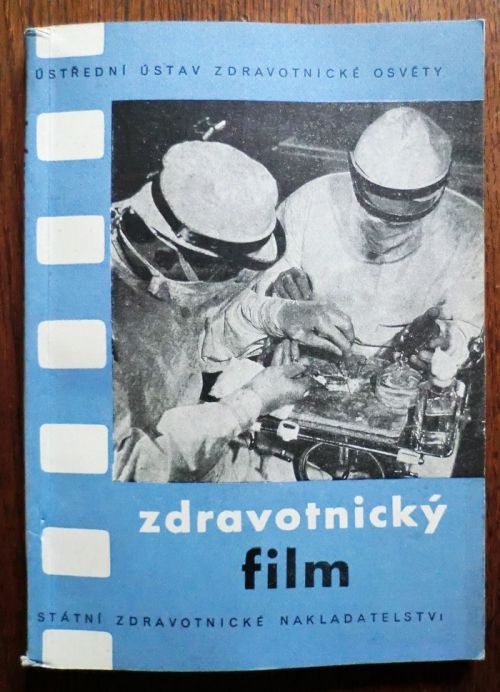 ÚSTŘEDNÍ ÚSTAV ZDRAVOTNICKÉ OSVĚTY
zdravotnický
film
STÁTNÍ ZDRAVOTNICKÉ NAKLADATELSTVÍ